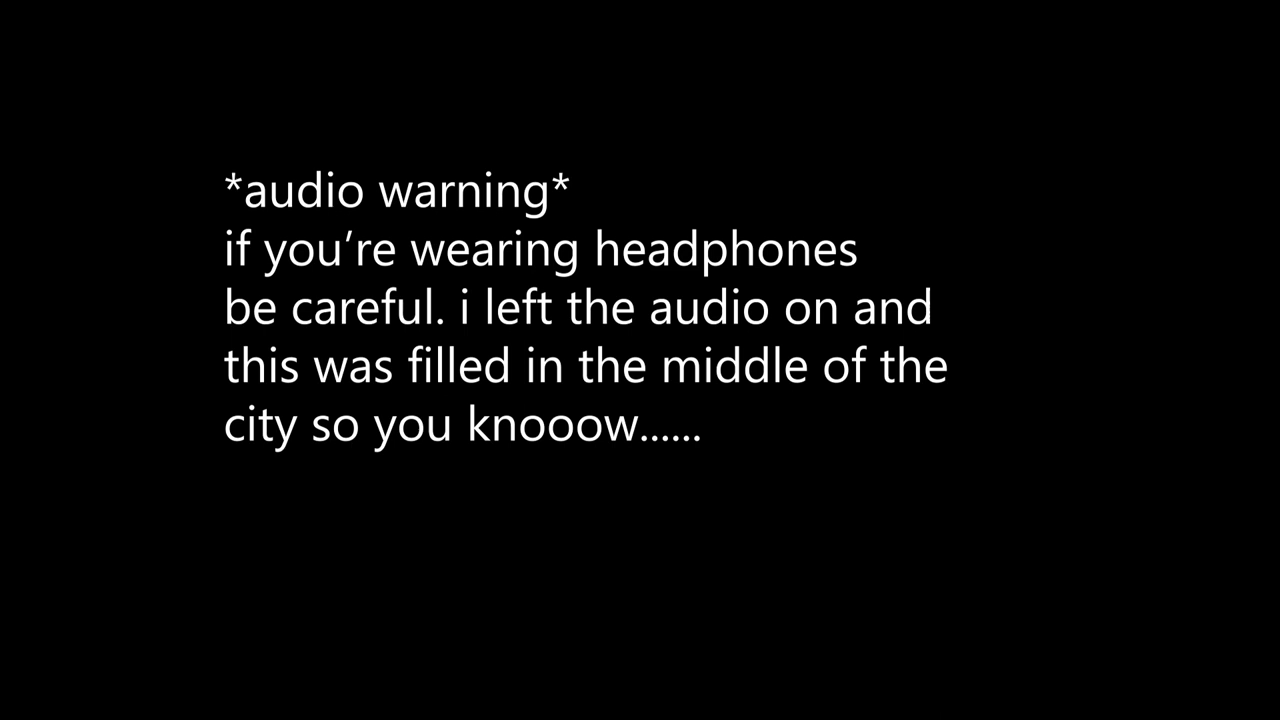 *audio warning*
if you’re wearing headphones
be careful. i left the audio on and
this was filled in the middle of the
city so you knooow......